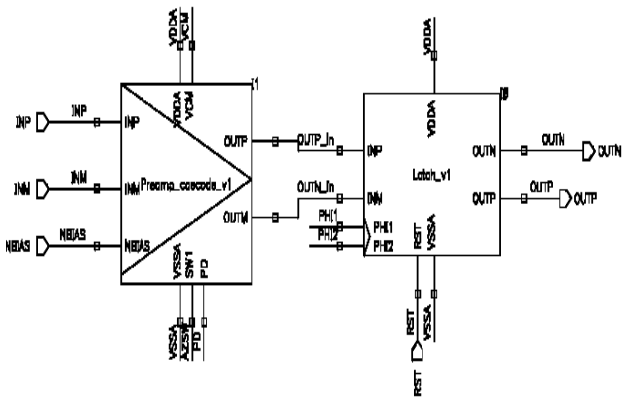 VDDA
VCM
VDDA
I1
VDDA
VCM
VDDA
INP
INP
INP
OUTP
OUTP_In
INP
OUTN
OUTN
OUTN
INM
INM
INM
Preamp_cascode_v1
Latch_v1
OUTN_In
INM
OUTP
OUTP
OUTP
OUTM
PHI1
PHI1
PHI2
PHI2
NBIAS
NBIAS
NBIAS
VSSA
SW1
PD
RST
VSSA
VSSA
AZSW
PD
RST
VSSA
RST